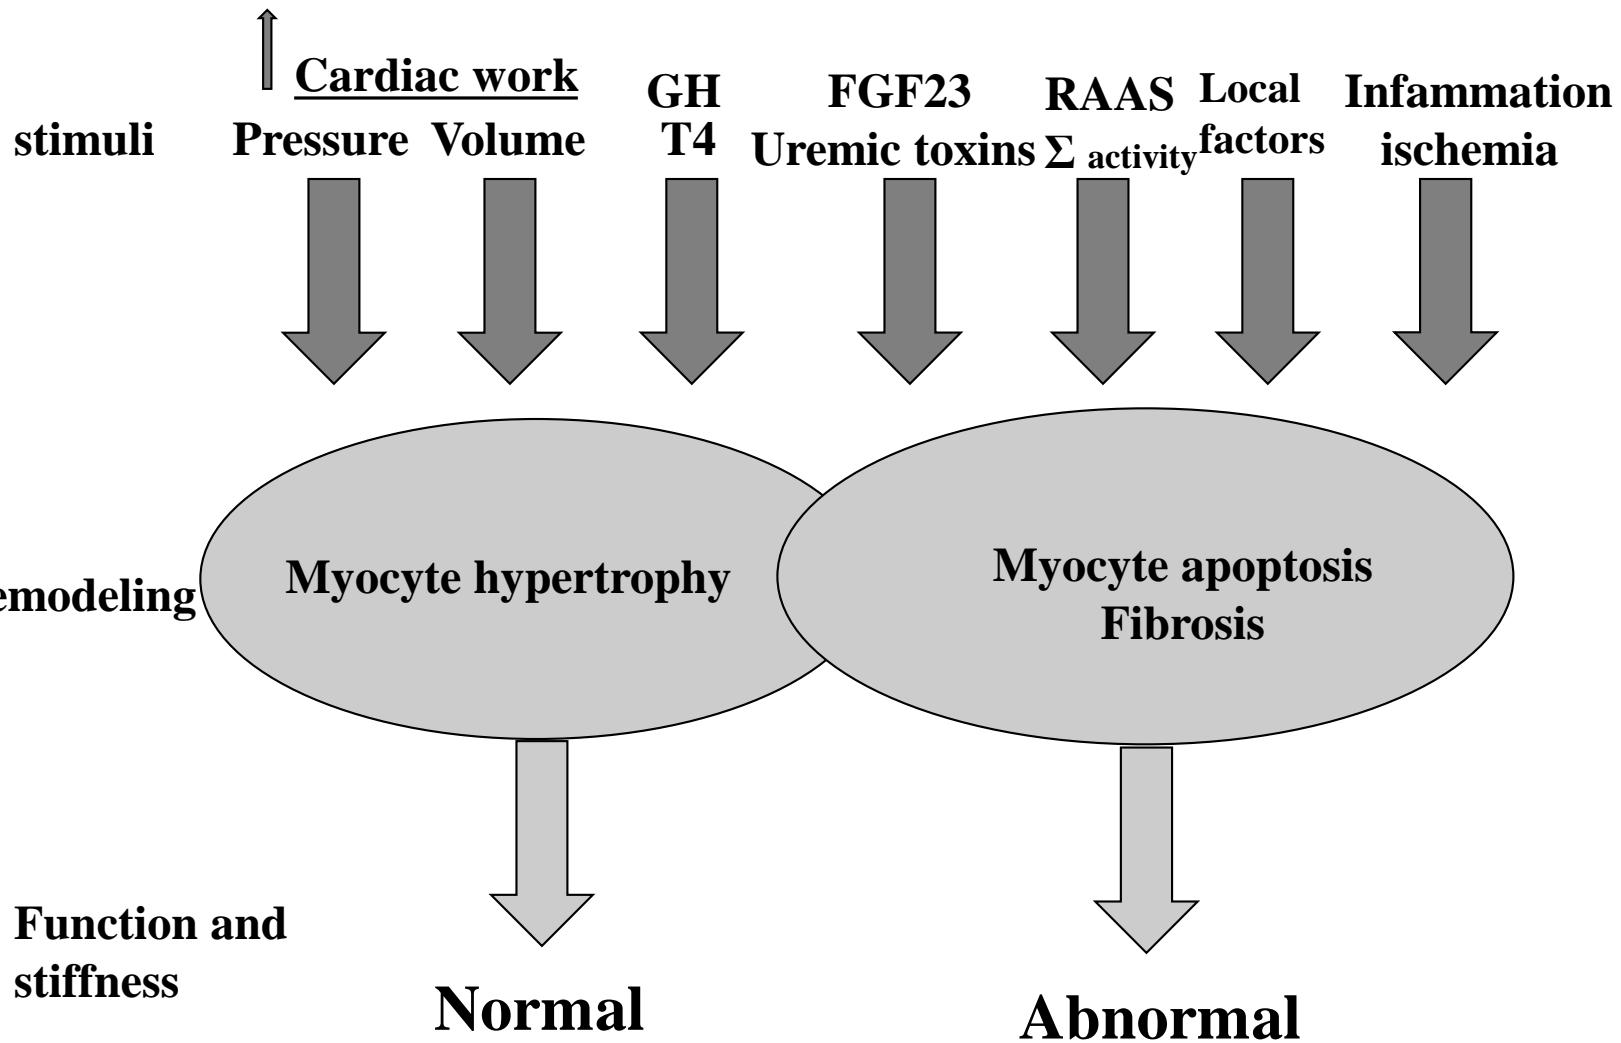 Cardiac work
stimuli
Pressure Volume
GH
T4
FGF23
Uremic toxins
RAAS
Σ activity
Local
factors
Infammation
ischemia
emodeling
Myocyte hypertrophy
Myocyte apoptosis
Fibrosis
Function and
stiffness
Normal
Abnormal